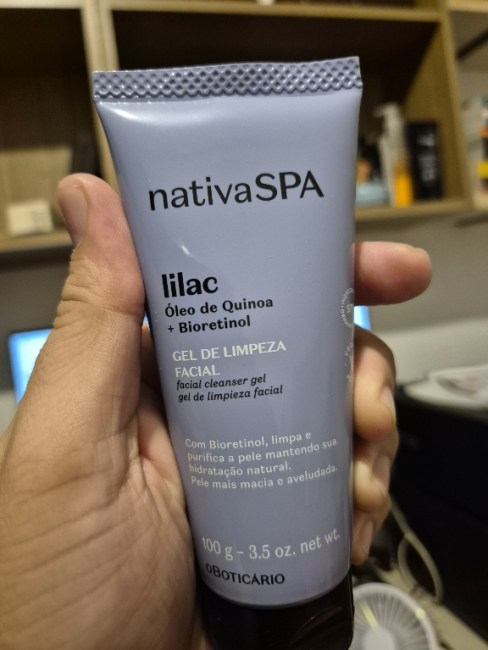 nativaSPA
lilac
Óleo de Quinoa
+ Bioretinol
GEL DE LIMPEZA
FACIAL
facial cleanser gel
gel de limpieza facial
Com Bioretinol, limpa e
purifica a pele mantendo sua
hidratação natural.
Pele mais macia e aveludada.
100 g - 3.5 oz. net wt.
oBOTICÁRIO